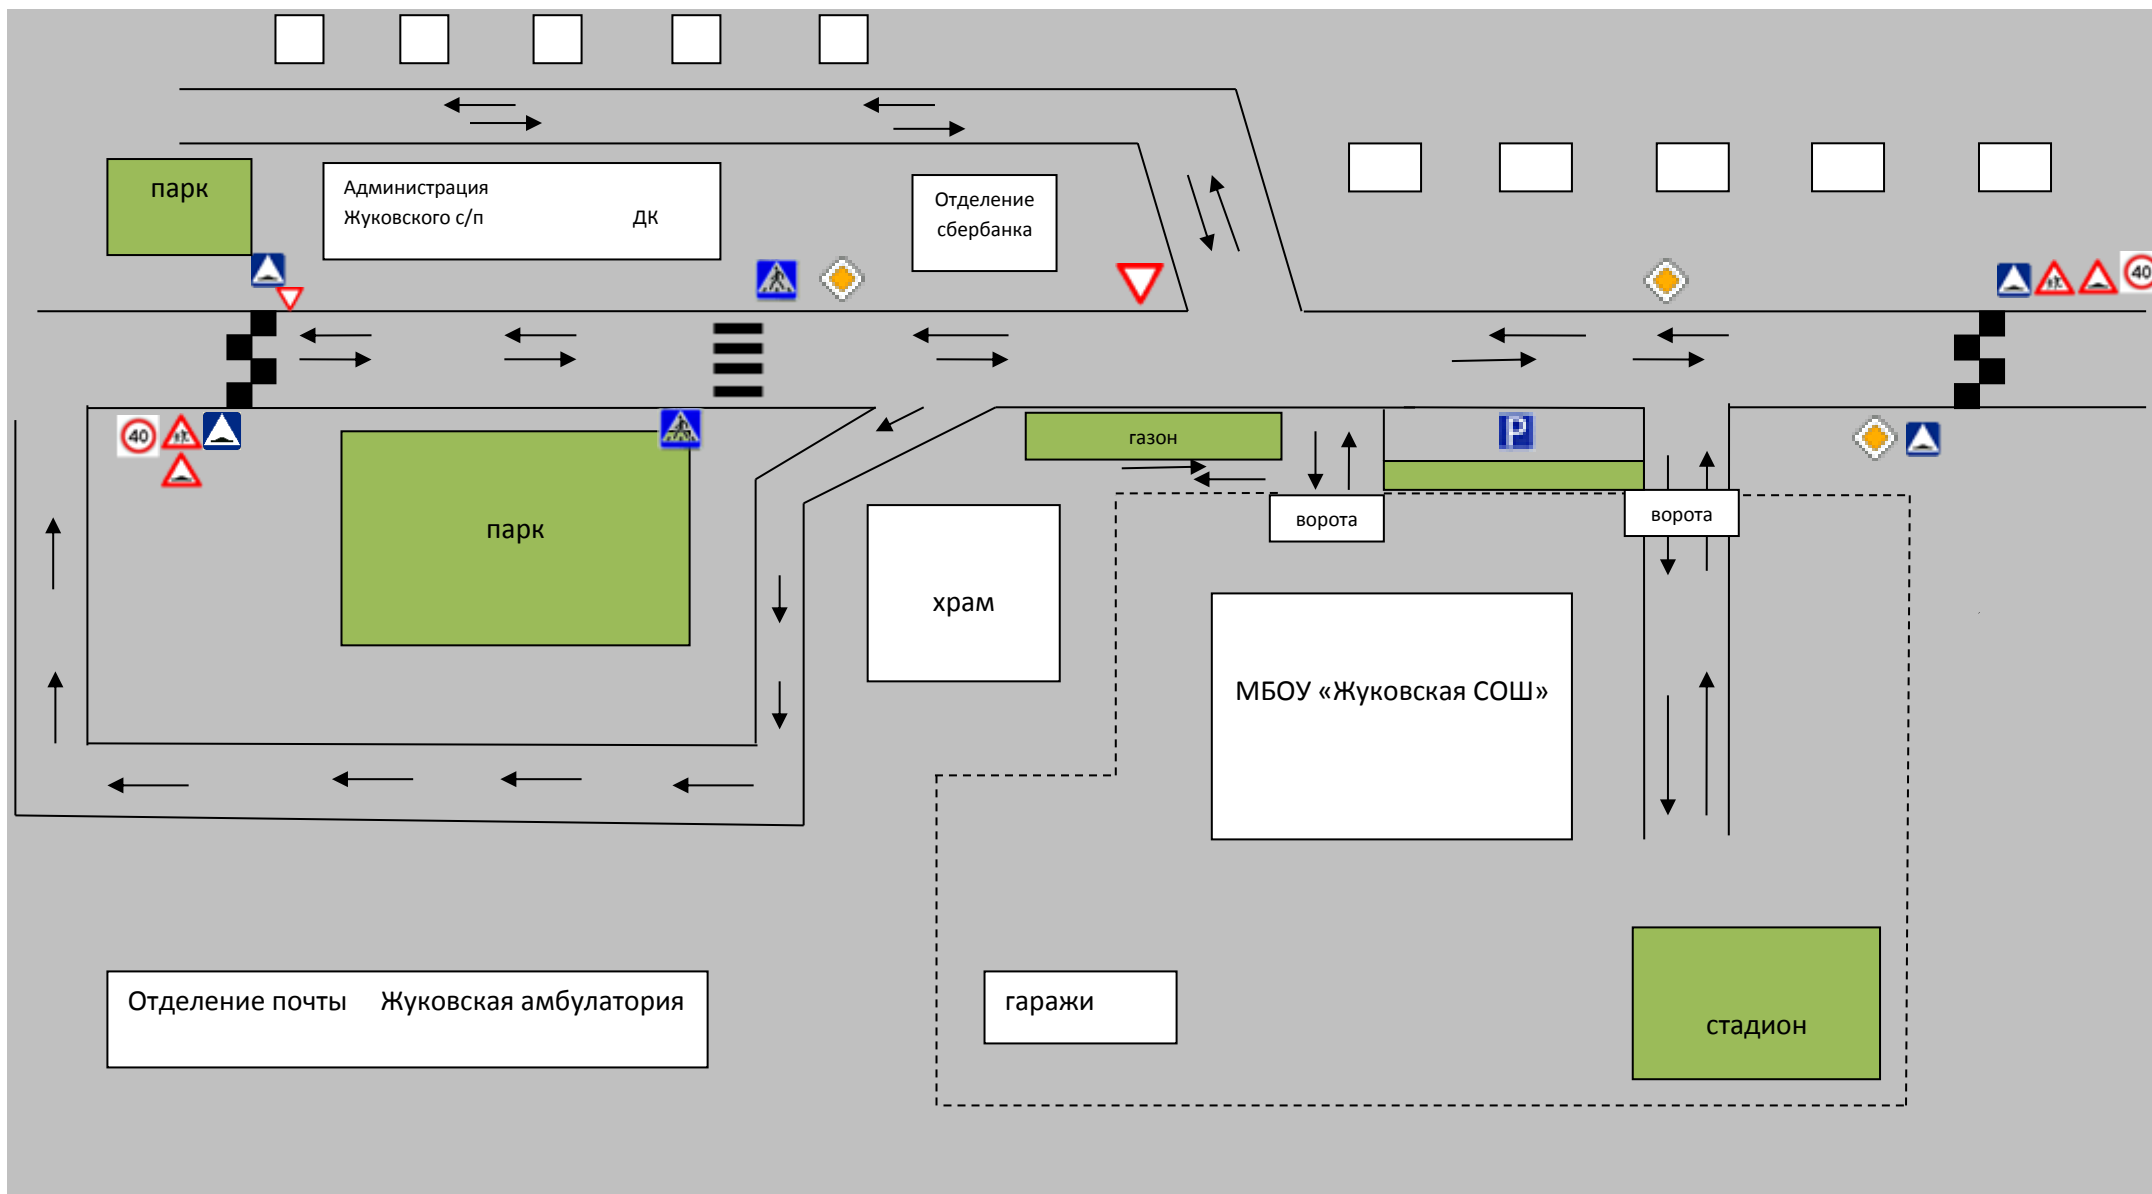 парк
Администрация
Жуковского с/п ДК
Отделение
сбербанка
40
40
P
газон
парк
ворота
ворота
храм
МБОУ «Жуковская СОШ»
Отделение почты Жуковская амбулатория
гаражи
стадион